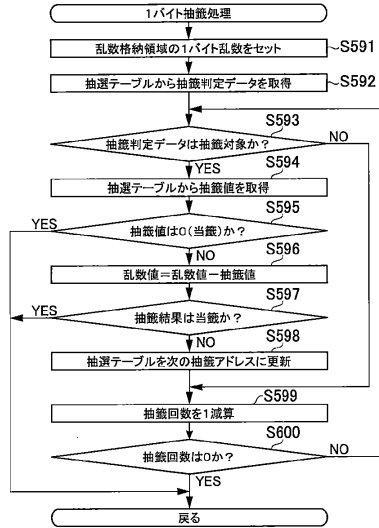 1バイト抽籤処理
乱数格納領域の1バイト乱数をセット
S591
抽選テーブルから抽籤判定データを取得
S592
S593
抽籤判定データは抽籤対象か?
NO
YES
S594
抽選テーブルから抽籤値を取得
S595
YES
抽籤値は0(当籤)か?
NO
S596
乱数値=乱数値-抽籤値
S597
YES
抽籤結果は当籤か?
NO
S598
抽選テーブルを次の抽籤アドレスに更新
S599
抽籤回数を1減算
S600
抽籤回数は0か?
NO
YES
戻る